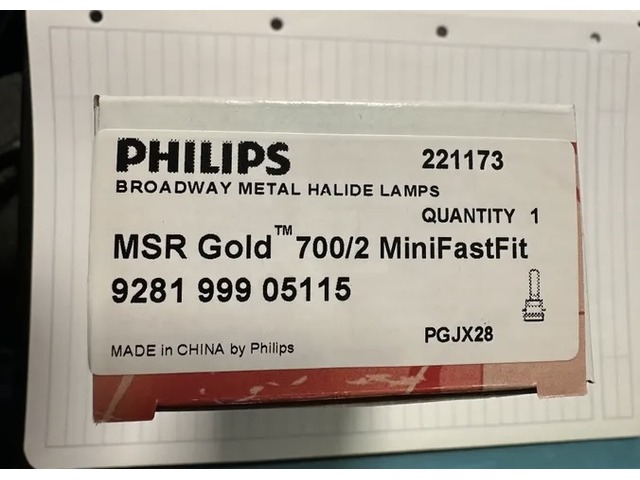 PHILIPS 221173
BROADWAY METAL HALIDE LAMPS
QUANTITY 1
MSR Gold™ 700/2 MiniFastFit
9281 999 05115
PGJX28
MADE in CHINA by Philips